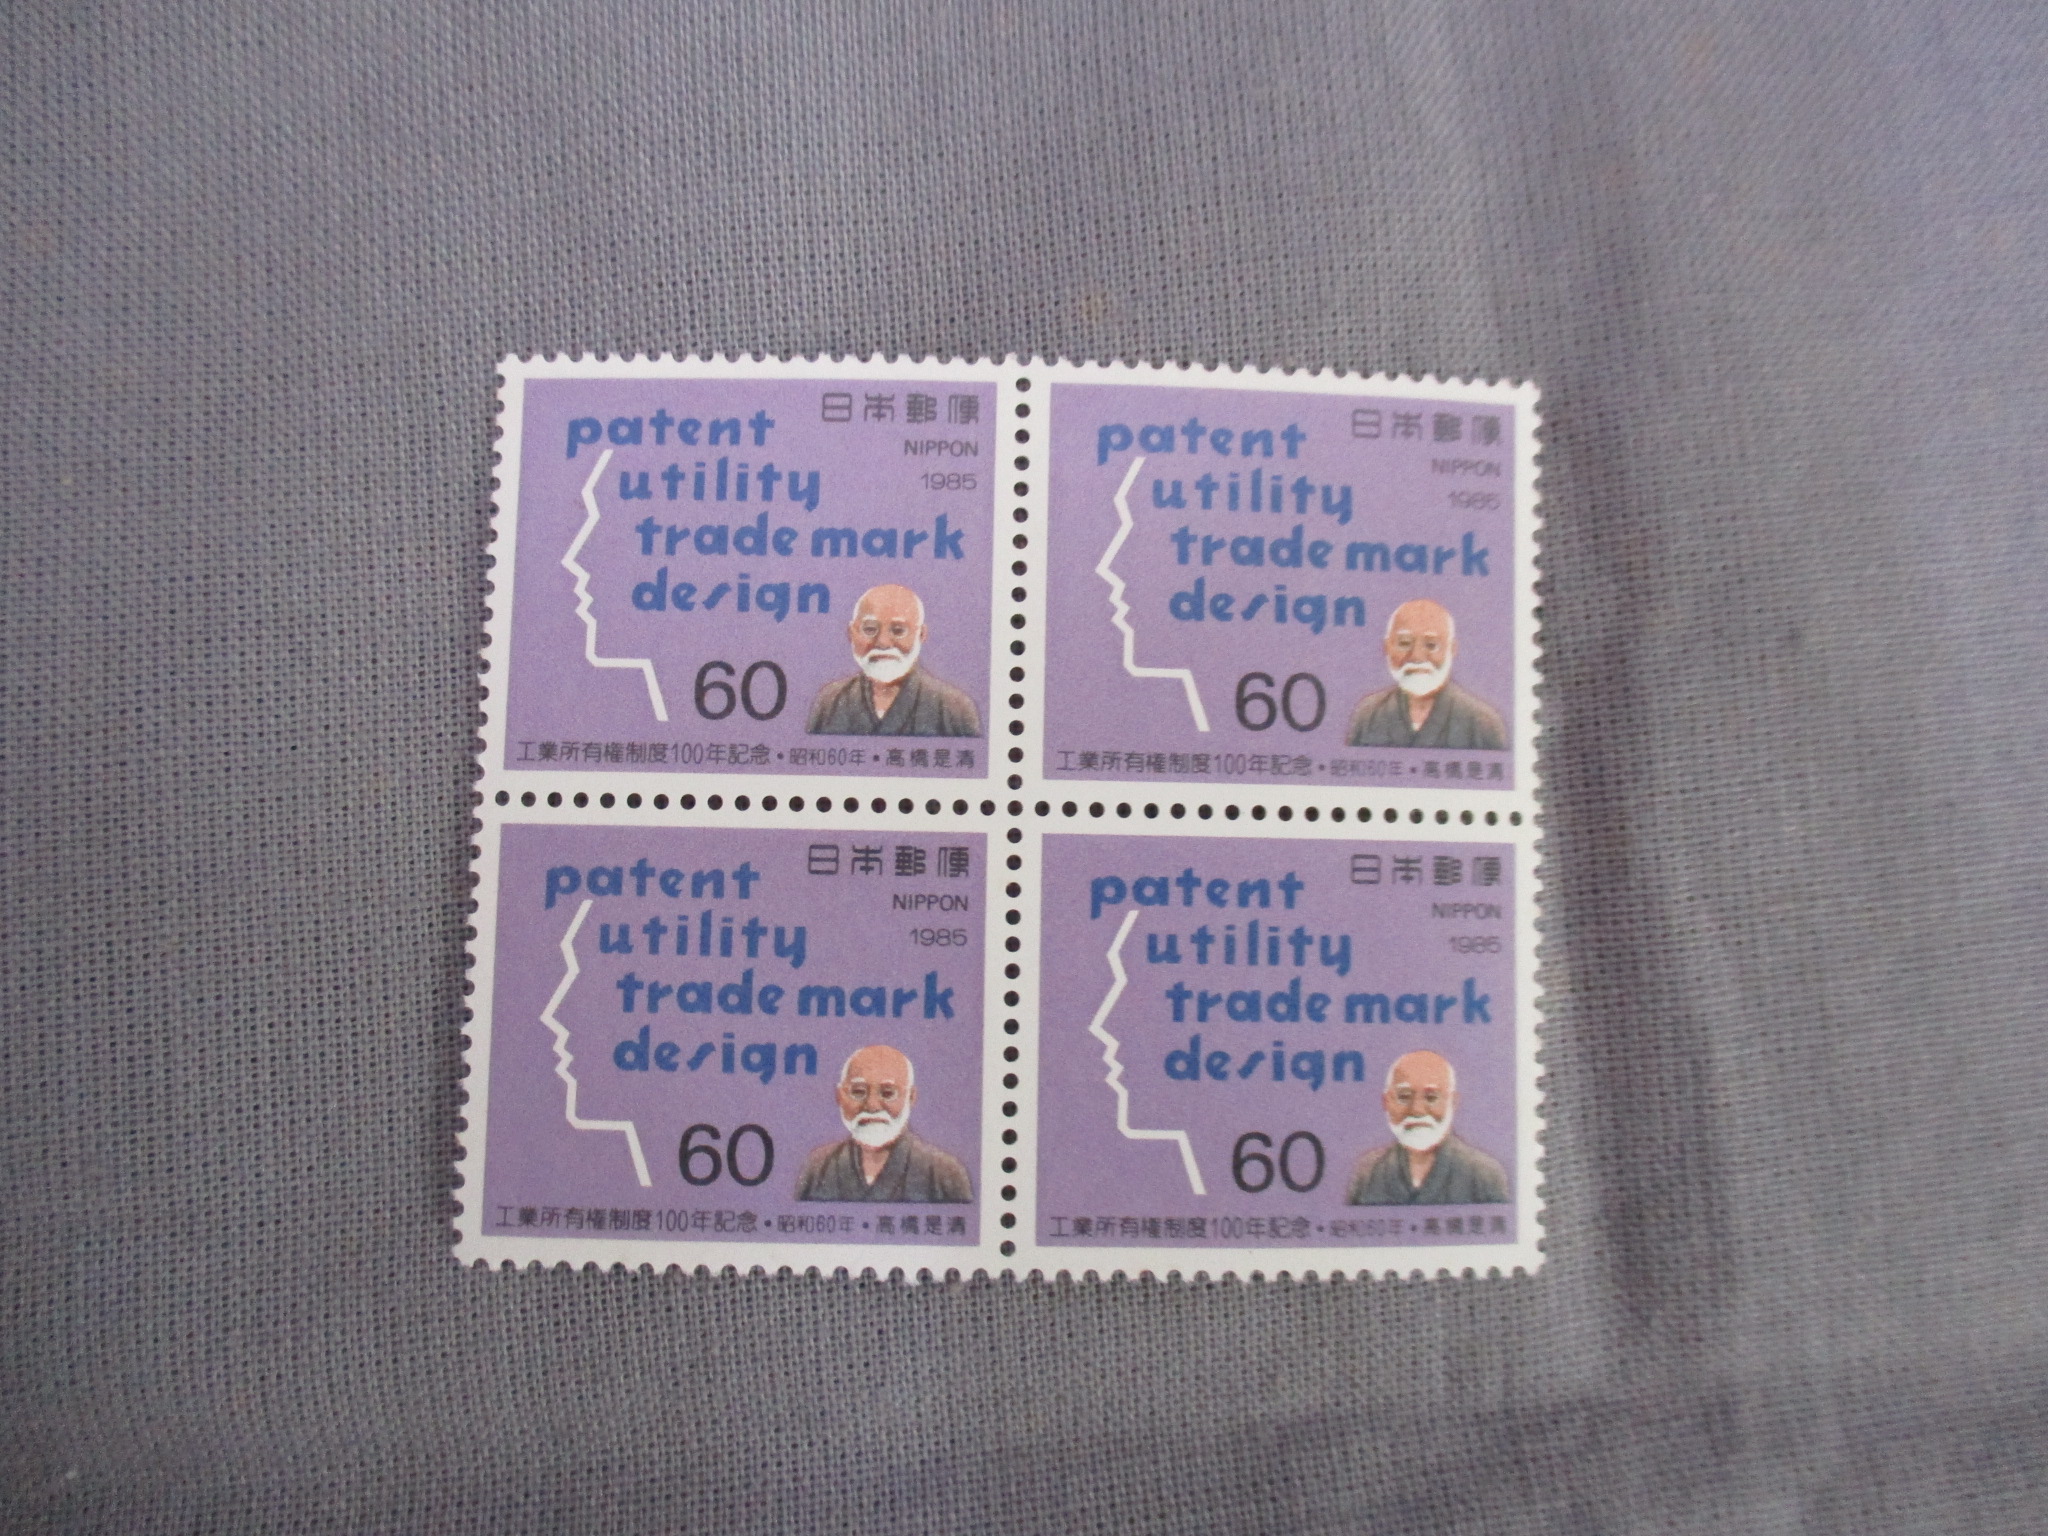 日本郵便
NIPPON
1985
patent
utility
trade mark
design
60
工業所有権制度100年記念・昭和60年・高橋是清
日本郵便
NIPPON
1985
patent
utility
trade mark
design
60
工業所有権制度100年記念・昭和60年・高橋是清
日本郵便
NIPPON
1985
patent
utility
trade mark
design
60
工業所有権制度100年記念・昭和60年・高橋是清
日本郵便
NIPPON
1985
patent
utility
trade mark
design
60
工業所有権制度100年記念・昭和60年・高橋是清